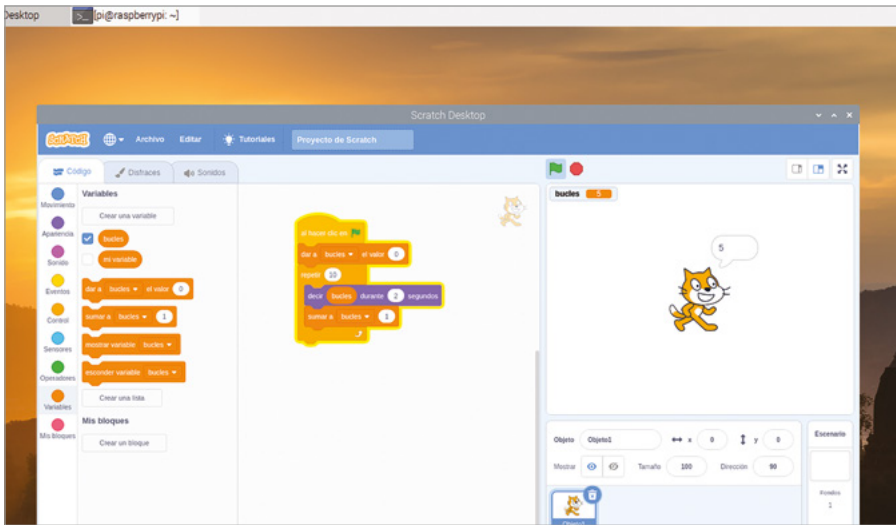 Desktop
[pi@raspberrypi: ~]
Scratch Desktop
SCRATCH
Archivo
Editar
Tutoriales
Proyecto de Scratch
Código
Disfraces
Sonidos
Movimiento
Apariencia
Sonido
Eventos
Control
Sensores
Operadores
Variables
Mis bloques
Variables
Crear una variable
bucles
mi variable
dar a bucles el valor 0
sumar a bucles 1
mostrar variable bucles
esconder variable bucles
Crear una lista
Mis bloques
Crear un bloque
al hacer clic en
dar a bucles el valor 0
repetir 10
decir bucles durante 2 segundos
sumar a bucles 1
bucles 5
5
Objeto Objeto1 x 0 y 0
Mostrar Tamaño 100 Dirección 90
Objeto1
Escenario
Fondos
1